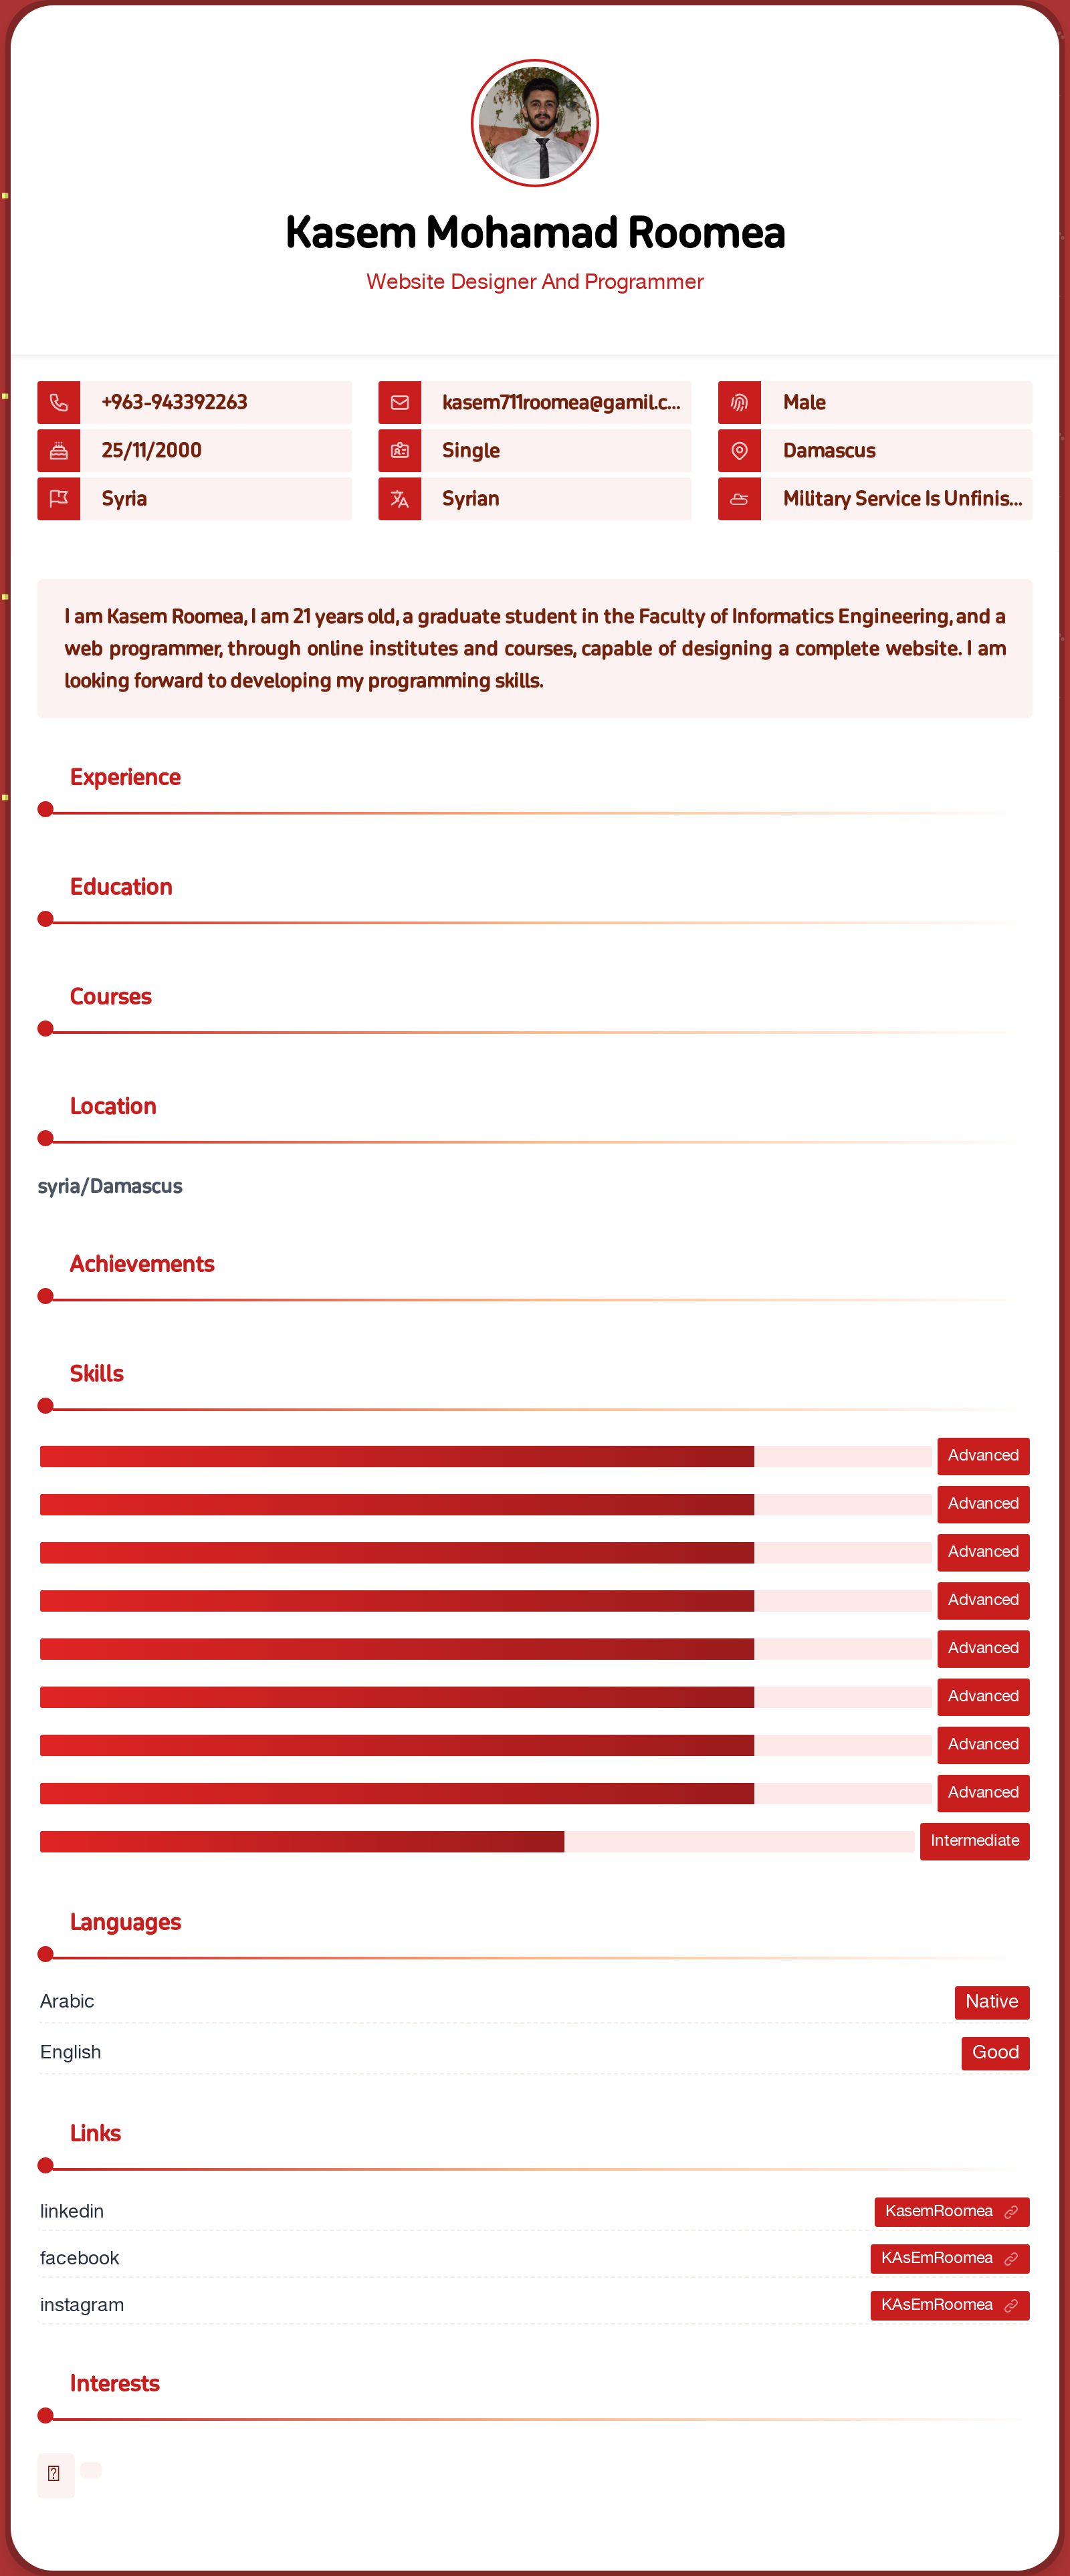 Kasem Mohamad Roomea
Website Designer And Programmer
+963-943392263
kasem711roomea@gamil.c...
Male
25/11/2000
Single
Damascus
Syria
Syrian
Military Service Is Unfinis...
I am Kasem Roomea, I am 21 years old, a graduate student in the Faculty of Informatics Engineering, and a
web programmer, through online institutes and courses, capable of designing a complete website. I am
looking forward to developing my programming skills.
Experience
Education
Courses
Location
syria/Damascus
Achievements
Skills
Advanced
Advanced
Advanced
Advanced
Advanced
Advanced
Advanced
Advanced
Intermediate
Languages
Arabic Native
English Good
Links
linkedin KasemRoomea
facebook KAsEmRoomea
instagram KAsEmRoomea
Interests